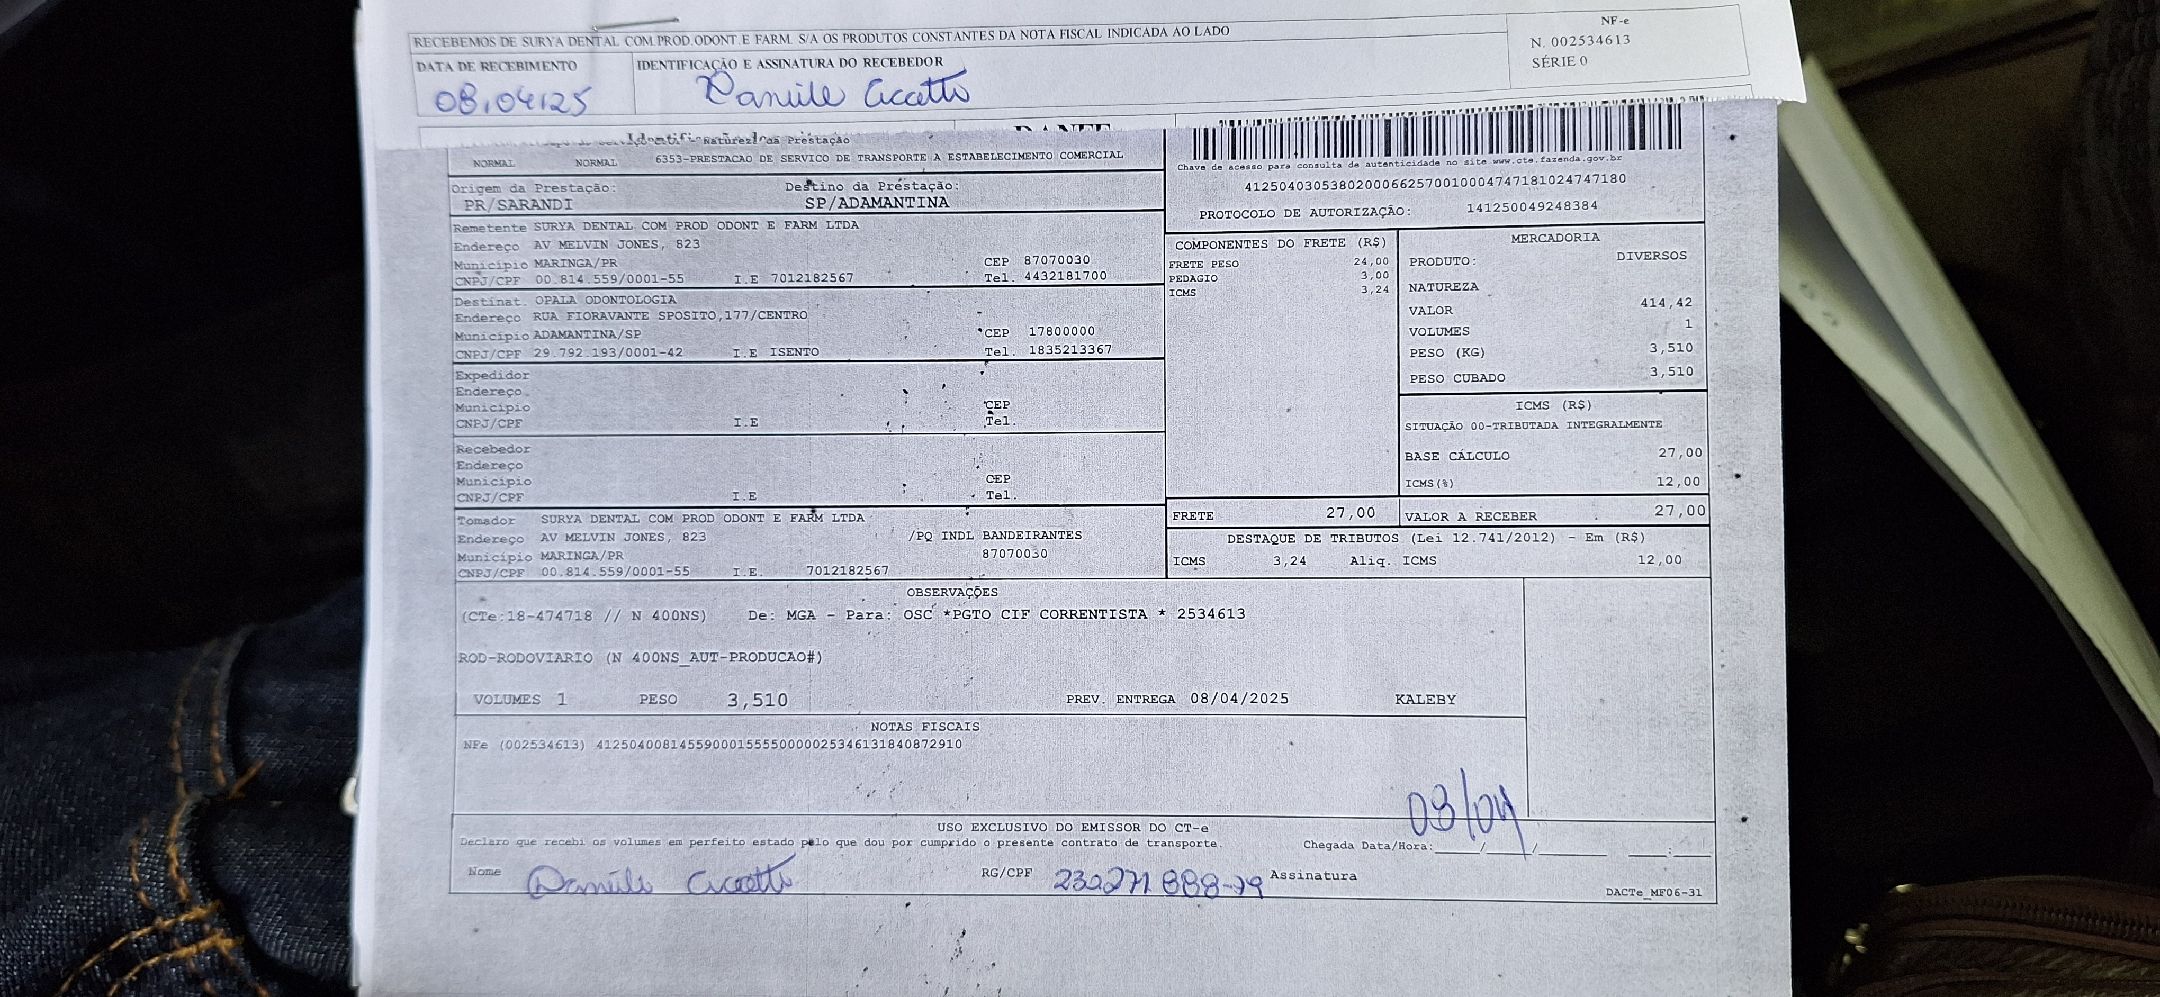 NF-e
RECEBEMOS DE SURYA DENTAL COM.PROD.ODONT.E FARM. S/A OS PRODUTOS CONSTANTES DA NOTA FISCAL INDICADA AO LADO
N. 002534613
SÉRIE 0
DATA DE RECEBIMENTO
IDENTIFICAÇÃO E ASSINATURA DO RECEBEDOR
08.04.25
DANFE
Natureza da Prestação
NORMAL NORMAL 6353-PRESTACAO DE SERVICO DE TRANSPORTE A ESTABELECIMENTO COMERCIAL
Chave de acesso para consulta de autenticidade no site www.cte.fazenda.gov.br
41250403053802000662570010004747181024747180
PROTOCOLO DE AUTORIZAÇÃO: 141250049248384
Origem da Prestação: Destino da Prestação:
PR/SARANDI SP/ADAMANTINA
Remetente SURYA DENTAL COM PROD ODONT E FARM LTDA
Endereço AV MELVIN JONES, 823
Município MARINGA/PR CEP 87070030
CNPJ/CPF 00.814.559/0001-55 I.E 7012182567 Tel. 4432181700
Destinat. OPALA ODONTOLOGIA
Endereço RUA FIORAVANTE SPOSITO,177/CENTRO
Município ADAMANTINA/SP CEP 17800000
CNPJ/CPF 29.792.193/0001-42 I.E ISENTO Tel. 1835213367
Expedidor
Endereço
Município CEP
CNPJ/CPF I.E Tel.
Recebedor
Endereço
Município CEP
CNPJ/CPF I.E Tel.
Tomador SURYA DENTAL COM PROD ODONT E FARM LTDA
Endereço AV MELVIN JONES, 823 /PQ INDL BANDEIRANTES
Município MARINGA/PR 87070030
CNPJ/CPF 00.814.559/0001-55 I.E. 7012182567
COMPONENTES DO FRETE (R$)
FRETE PESO 24,00
PEDAGIO 3,00
ICMS 3,24
MERCADORIA
PRODUTO: DIVERSOS
NATUREZA
VALOR 414,42
VOLUMES 1
PESO (KG) 3,510
PESO CUBADO 3,510
ICMS (R$)
SITUAÇÃO 00-TRIBUTADA INTEGRALMENTE
BASE CÁLCULO 27,00
ICMS(%) 12,00
FRETE 27,00 VALOR A RECEBER 27,00
DESTAQUE DE TRIBUTOS (Lei 12.741/2012) - Em (R$)
ICMS 3,24 Aliq. ICMS 12,00
OBSERVAÇÕES
(CTe:18-474718 // N 400NS) De: MGA - Para: OSC *PGTO CIF CORRENTISTA * 2534613
ROD-RODOVIARIO (N 400NS_AUT-PRODUCAO#)
VOLUMES 1 PESO 3,510 PREV. ENTREGA 08/04/2025 KALEBY
NOTAS FISCAIS
NFe (002534613) 41250400814559000155550000025346131840872910
USO EXCLUSIVO DO EMISSOR DO CT-e
Declaro que recebi os volumes em perfeito estado pelo que dou por cumprido o presente contrato de transporte.
Chegada Data/Hora: 08/04
Nome RG/CPF Assinatura
DACTe_MF06-31